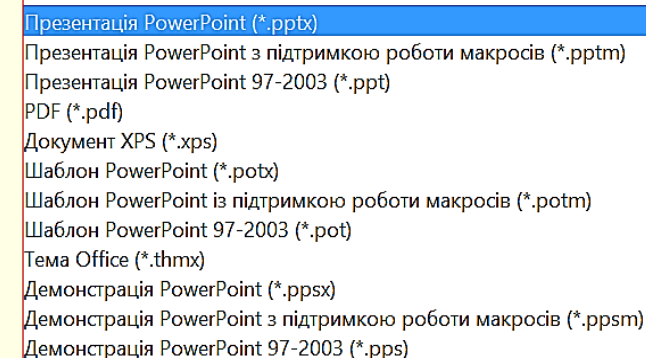 Презентація PowerPoint (*.pptx)
Презентація PowerPoint з підтримкою роботи макросів (*.pptm)
Презентація PowerPoint 97-2003 (*.ppt)
PDF (*.pdf)
Документ XPS (*.xps)
Шаблон PowerPoint (*.potx)
Шаблон PowerPoint із підтримкою роботи макросів (*.potm)
Шаблон PowerPoint 97-2003 (*.pot)
Тема Office (*.thmx)
Демонстрація PowerPoint (*.ppsx)
Демонстрація PowerPoint з підтримкою роботи макросів (*.ppsm)
Демонстрація PowerPoint 97-2003 (*.pps)